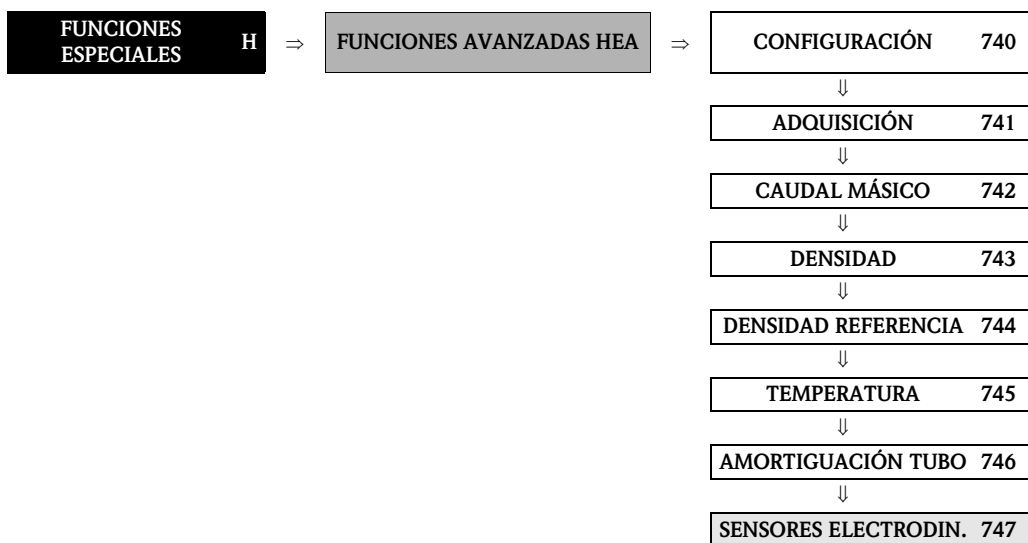 FUNCIONES
ESPECIALES H ⇒ FUNCIONES AVANZADAS HEA ⇒ CONFIGURACIÓN 740
⇓
ADQUISICIÓN 741
⇓
CAUDAL MÁSICO 742
⇓
DENSIDAD 743
⇓
DENSIDAD REFERENCIA 744
⇓
TEMPERATURA 745
⇓
AMORTIGUACIÓN TUBO 746
⇓
SENSORES ELECTRODIN. 747